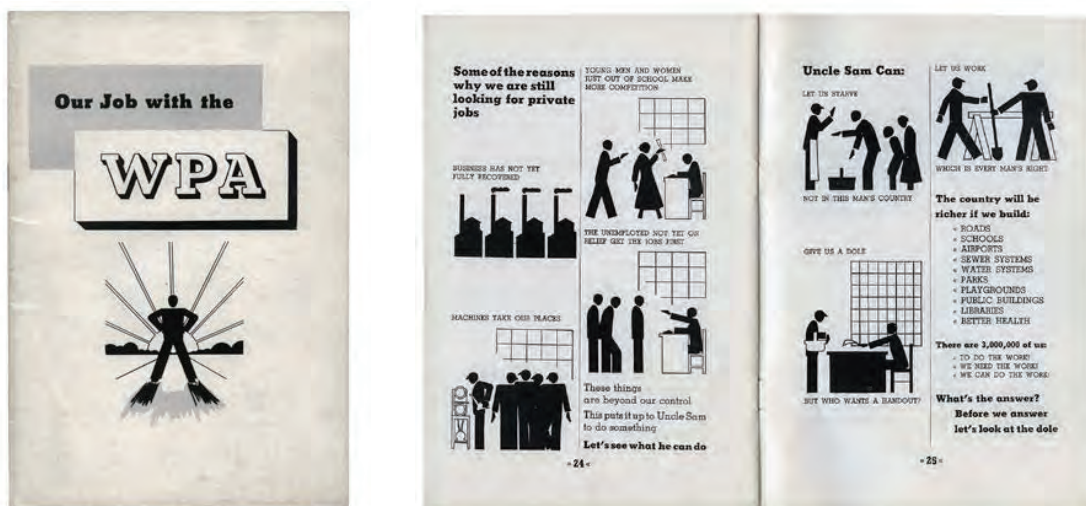 Our Job with the
WPA
Some of the reasons
why we are still
looking for private
jobs
BUSINESS HAS NOT YET
FULLY RECOVERED
MACHINES TAKE OUR PLACES
YOUNG MEN AND WOMEN
JUST OUT OF SCHOOL MAKE
MORE COMPETITION
THE UNEMPLOYED NOT YET ON
RELIEF GET THE JOBS FIRST
These things
are beyond our control
This puts it up to Uncle Sam
to do something
Let's see what he can do
» 24 «
Uncle Sam Can:
LET US STARVE
NOT IN THIS MAN'S COUNTRY
GIVE US A DOLE
BUT WHO WANTS A HANDOUT?
LET US WORK
WHICH IS EVERY MAN'S RIGHT
The country will be
richer if we build:
» ROADS
» SCHOOLS
» AIRPORTS
» SEWER SYSTEMS
» WATER SYSTEMS
» PARKS
» PLAYGROUNDS
» PUBLIC BUILDINGS
» LIBRARIES
» BETTER HEALTH
There are 3,000,000 of us:
» TO DO THE WORK!
» WE NEED THE WORK!
» WE CAN DO THE WORK!
What's the answer?
Before we answer
let's look at the dole
» 25 «